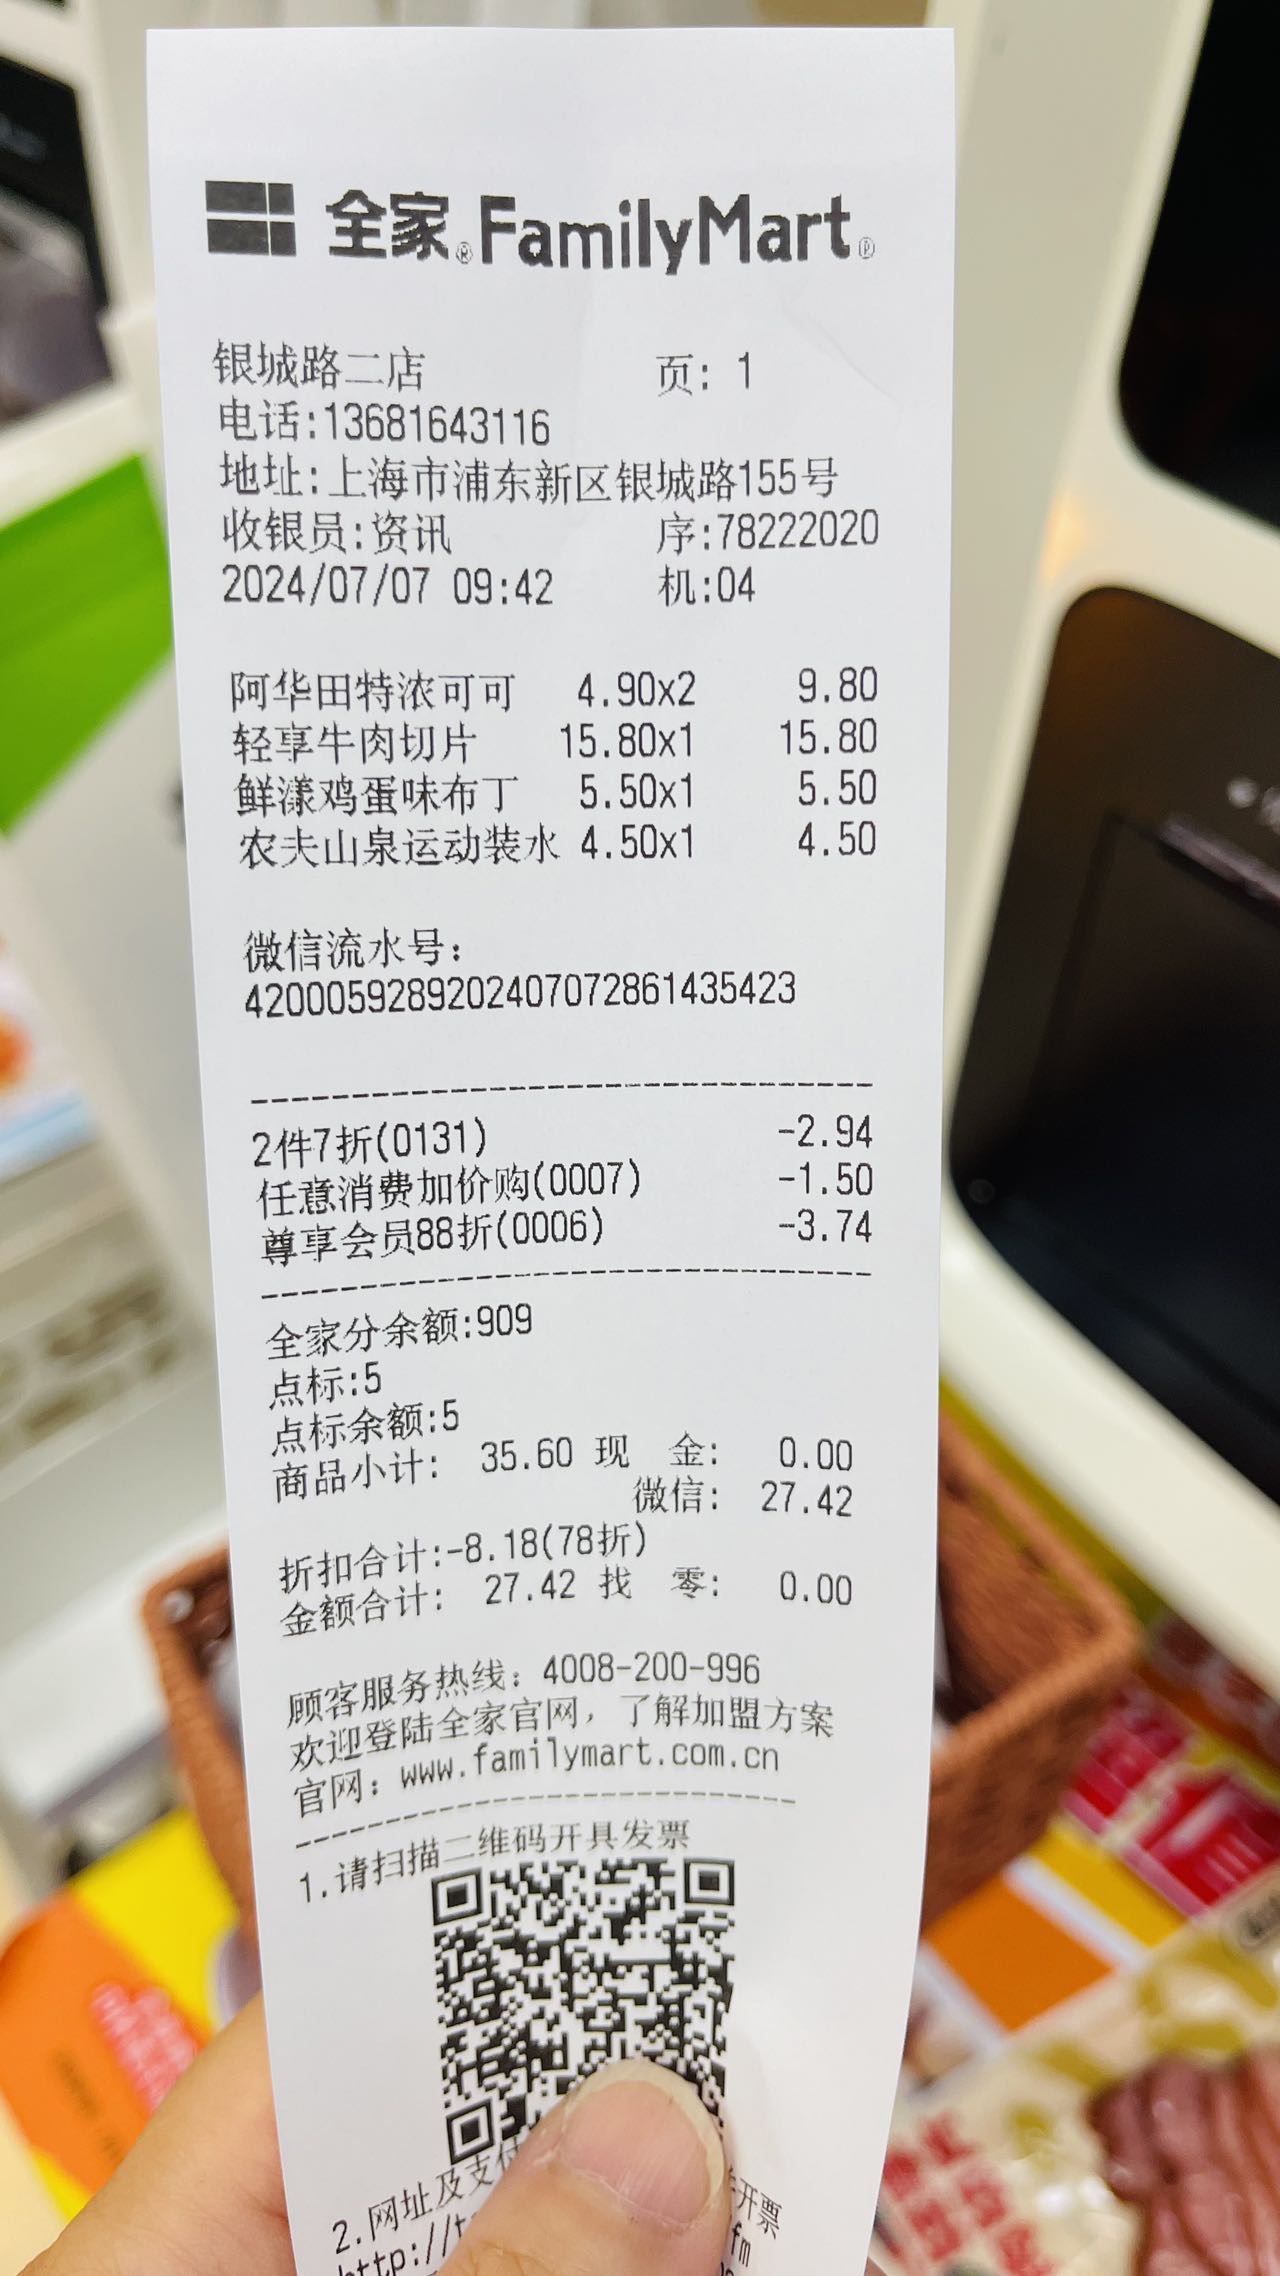 全家® FamilyMart®
银城路二店 页: 1
电话:13681643116
地址:上海市浦东新区银城路155号
收银员:资讯 序:78222020
2024/07/07 09:42 机:04
阿华田特浓可可 4.90x2 9.80
轻享牛肉切片 15.80x1 15.80
鲜漾鸡蛋味布丁 5.50x1 5.50
农夫山泉运动装水 4.50x1 4.50
微信流水号:
4200059289202407072861435423
2件7折(0131) -2.94
任意消费加价购(0007) -1.50
尊享会员88折(0006) -3.74
全家分余额:909
点标:5
点标余额:5
商品小计: 35.60 现 金: 0.00
微信: 27.42
折扣合计:-8.18(78折)
金额合计: 27.42 找 零: 0.00
顾客服务热线: 4008-200-996
欢迎登陆全家官网,了解加盟方案
官网: www.familymart.com.cn
1.请扫描二维码开具发票
2.网址及支付 开票
http://t fm